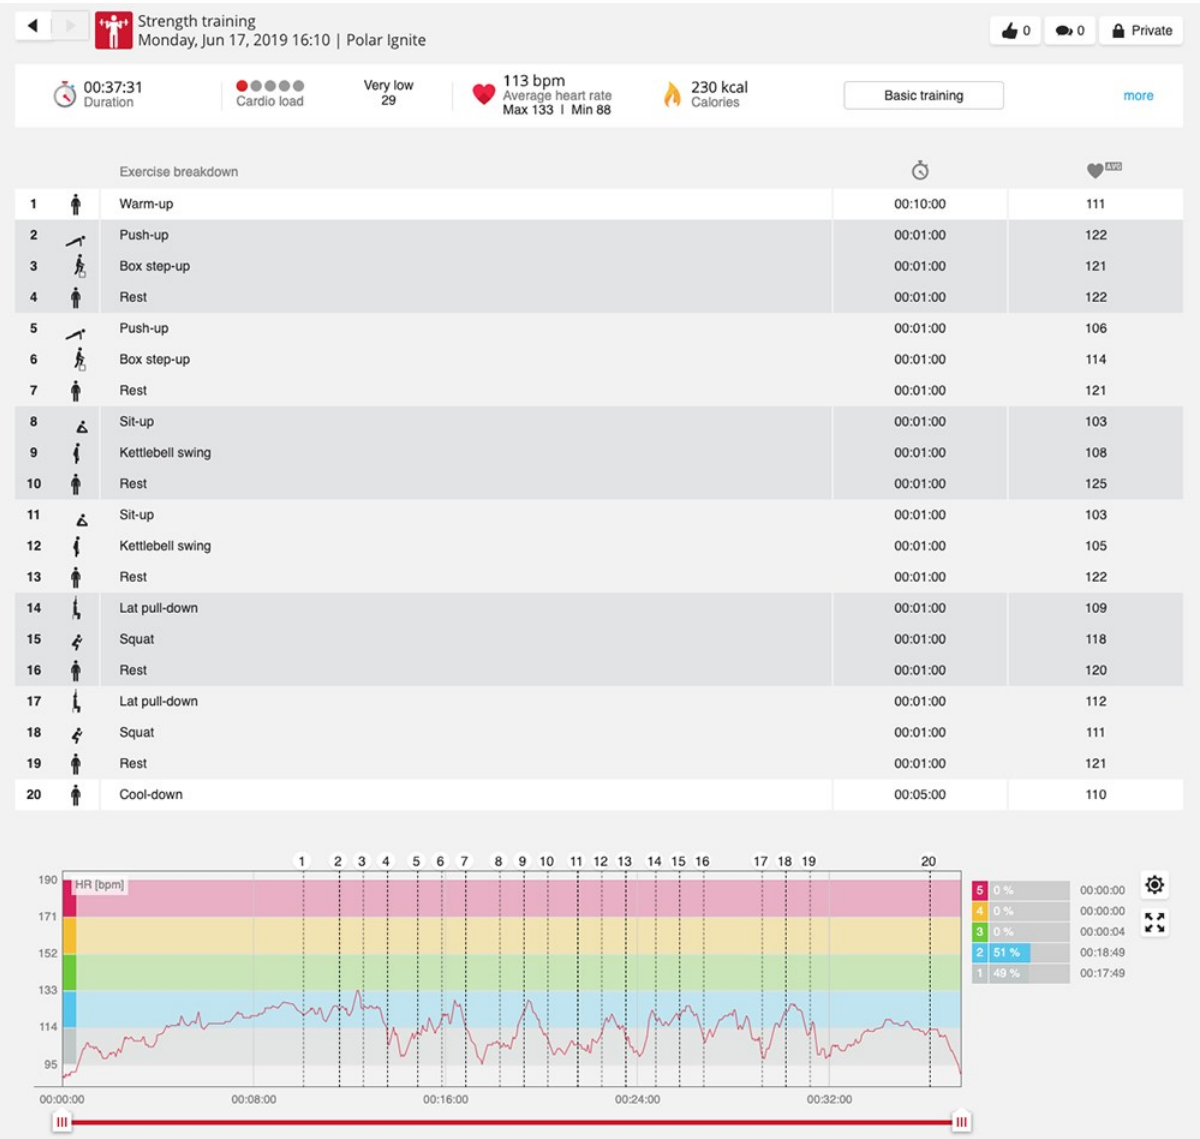 Strength training
Monday, Jun 17, 2019 16:10 | Polar Ignite
0
0
Private
00:37:31
Duration
Cardio load
Very low
29
113 bpm
Average heart rate
Max 133 | Min 88
230 kcal
Calories
Basic training
more
Exercise breakdown AVG
1 Warm-up 00:10:00 111
2 Push-up 00:01:00 122
3 Box step-up 00:01:00 121
4 Rest 00:01:00 122
5 Push-up 00:01:00 106
6 Box step-up 00:01:00 114
7 Rest 00:01:00 121
8 Sit-up 00:01:00 103
9 Kettlebell swing 00:01:00 108
10 Rest 00:01:00 125
11 Sit-up 00:01:00 103
12 Kettlebell swing 00:01:00 105
13 Rest 00:01:00 122
14 Lat pull-down 00:01:00 109
15 Squat 00:01:00 118
16 Rest 00:01:00 120
17 Lat pull-down 00:01:00 112
18 Squat 00:01:00 111
19 Rest 00:01:00 121
20 Cool-down 00:05:00 110
1 2 3 4 5 6 7 8 9 10 11 12 13 14 15 16 17 18 19 20
HR [bpm]
190
171
152
133
114
95
00:00:00 00:08:00 00:16:00 00:24:00 00:32:00
5 0 % 00:00:00
4 0 % 00:00:00
3 0 % 00:00:04
2 51 % 00:18:49
1 49 % 00:17:49